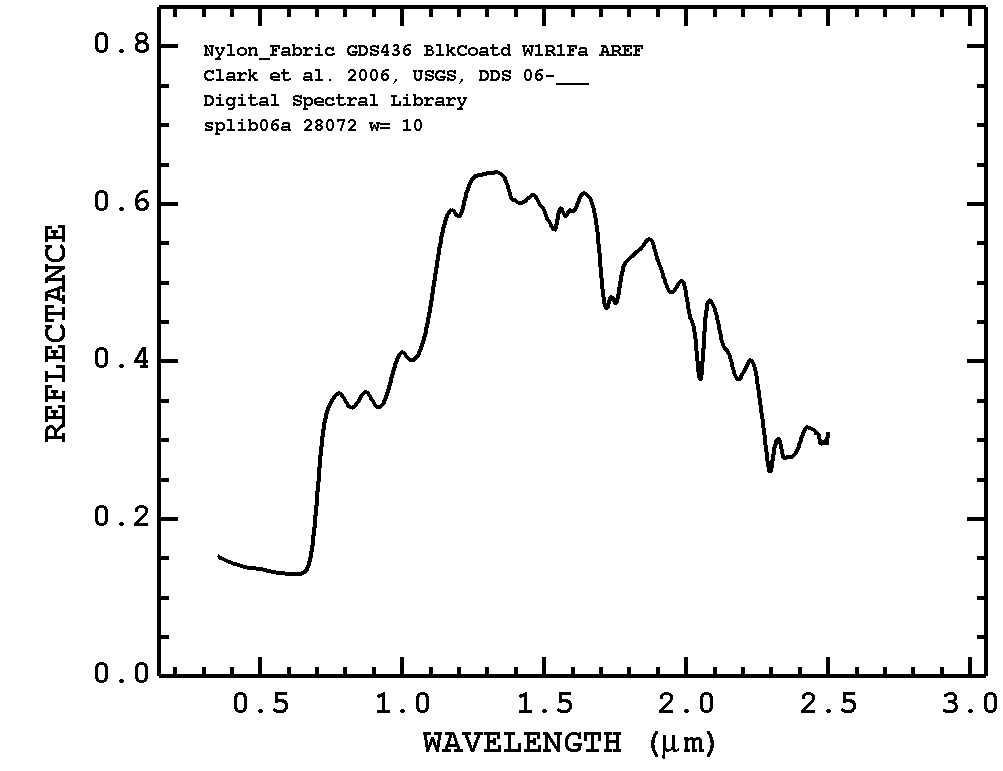 Nylon_Fabric GDS436 BlkCoatd W1R1Fa AREF
Clark et al. 2006, USGS, DDS 06-___
Digital Spectral Library
splib06a 28072 w= 10
REFLECTANCE
0.8
0.6
0.4
0.2
0.0
0.5 1.0 1.5 2.0 2.5 3.0
WAVELENGTH (μm)